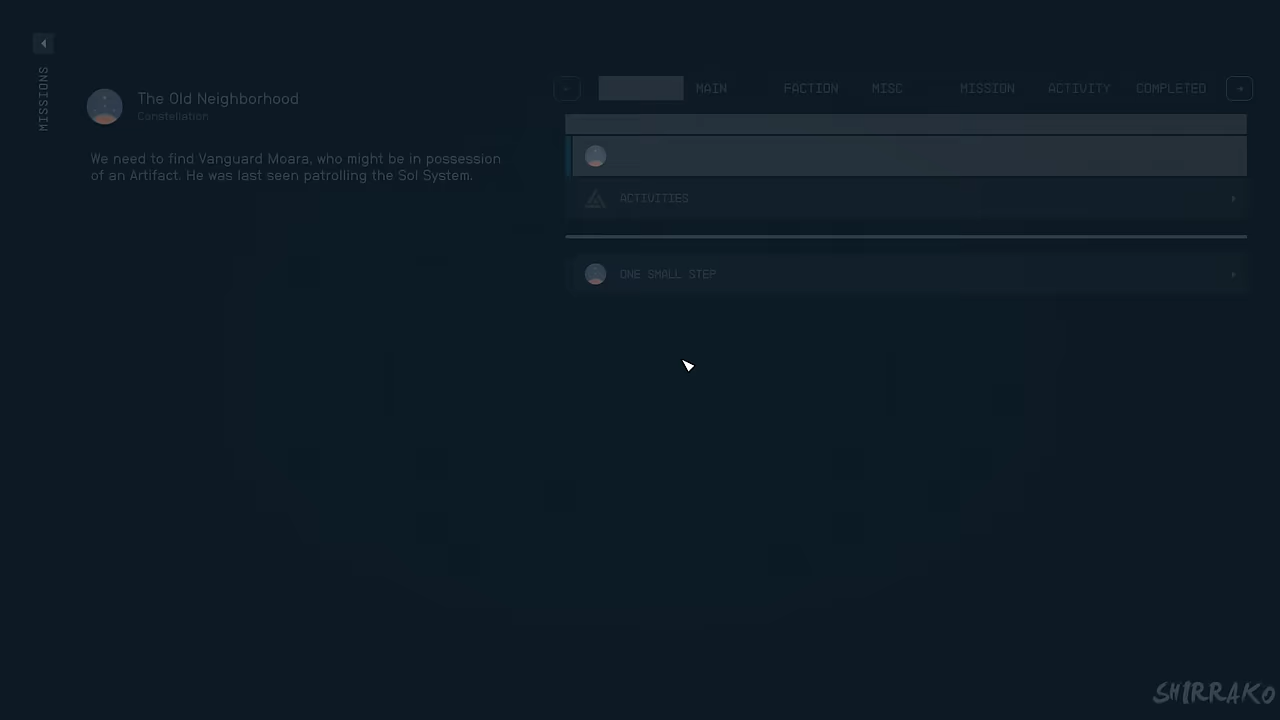 MISSIONS
The Old Neighborhood
Constellation
We need to find Vanguard Moara, who might be in possession
of an Artifact. He was last seen patrolling the Sol System.
MAIN FACTION MISC MISSION ACTIVITY COMPLETED
ACTIVITIES
ONE SMALL STEP
SHIRRAKO